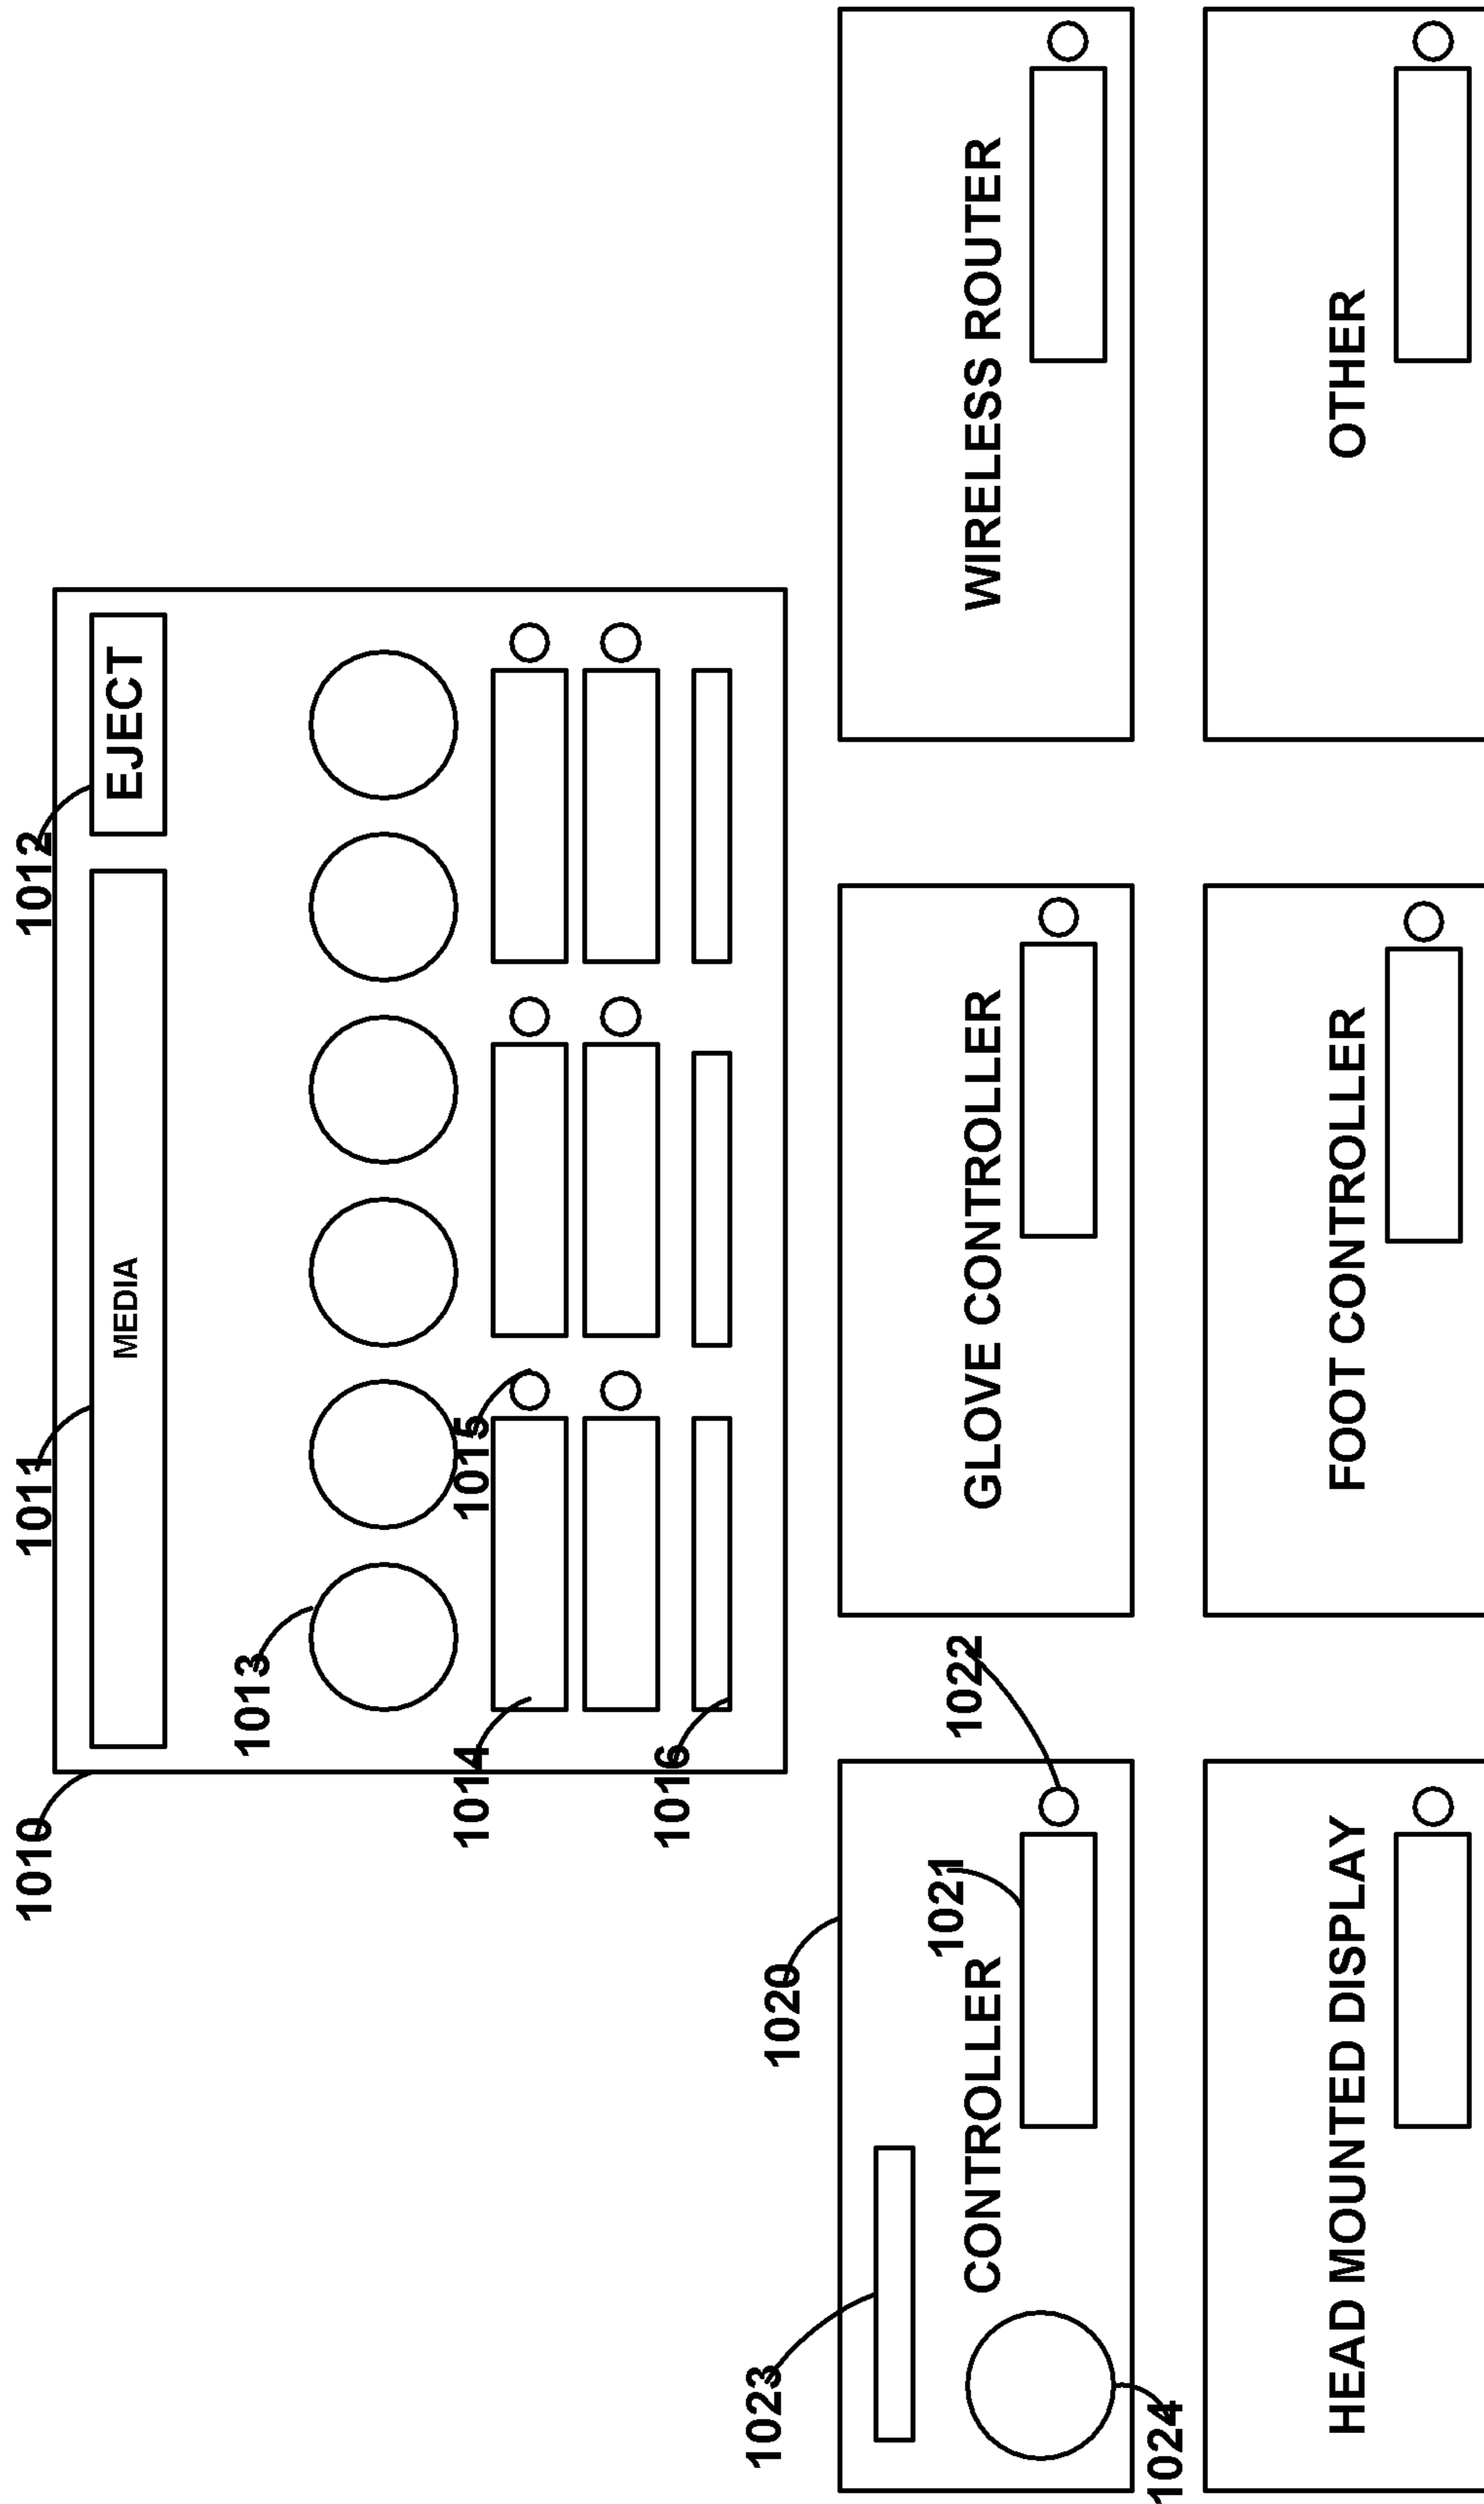 1010
1011
1012
MEDIA
EJECT
1013
1015
1014
1016
1020
1021
1022
1023
1024
CONTROLLER
GLOVE CONTROLLER
WIRELESS ROUTER
HEAD MOUNTED DISPLAY
FOOT CONTROLLER
OTHER